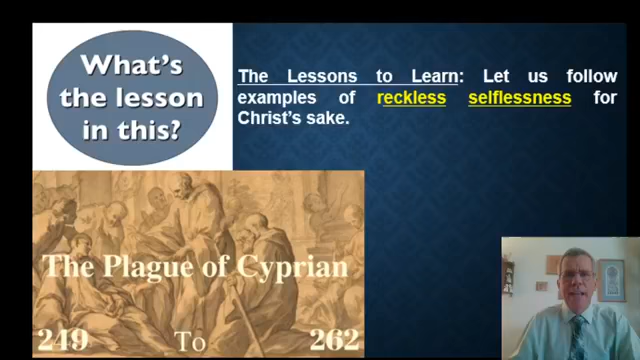 What's
the lesson
in this?
The Lessons to Learn: Let us follow
examples of reckless selflessness for
Christ's sake.
The Plague of Cyprian
249 To 262